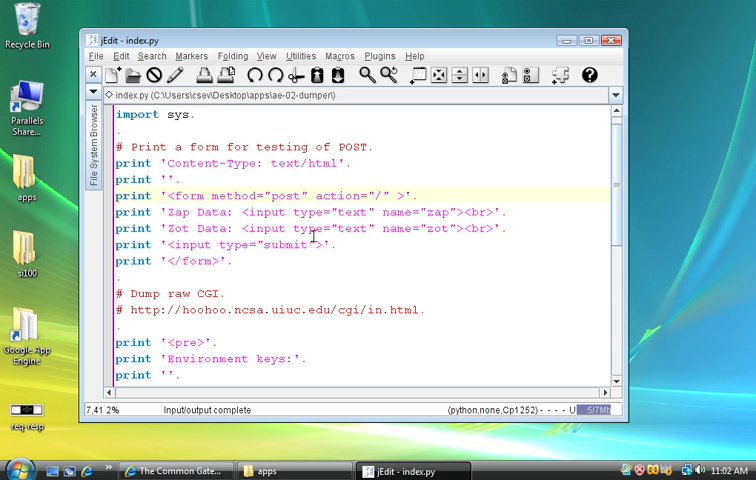 Recycle Bin
Parallels
Share...
apps
si100
Google App
Engine
req-resp
jEdit - index.py
File Edit Search Markers Folding View Utilities Macros Plugins Help
index.py (C:\Users\csev\Desktop\apps\ae-02-dumper\)
File System Browser
import sys.
.
# Print a form for testing of POST.
print 'Content-Type: text/html'.
print ''.
print '<form method="post" action="/" >'.
print 'Zap Data: <input type="text" name="zap"><br>'.
print 'Zot Data: <input type="text" name="zot"><br>'.
print '<input type="submit">'.
print '</form>'.
.
# Dump raw CGI.
# http://hoohoo.ncsa.uiuc.edu/cgi/in.html.
.
print '<pre>'.
print 'Environment keys:'.
print ''.
7,41 2% Input/output complete (python,none,Cp1252) - - - - U 5/7Mb
The Common Gate... apps jEdit - index.py 11:02 AM